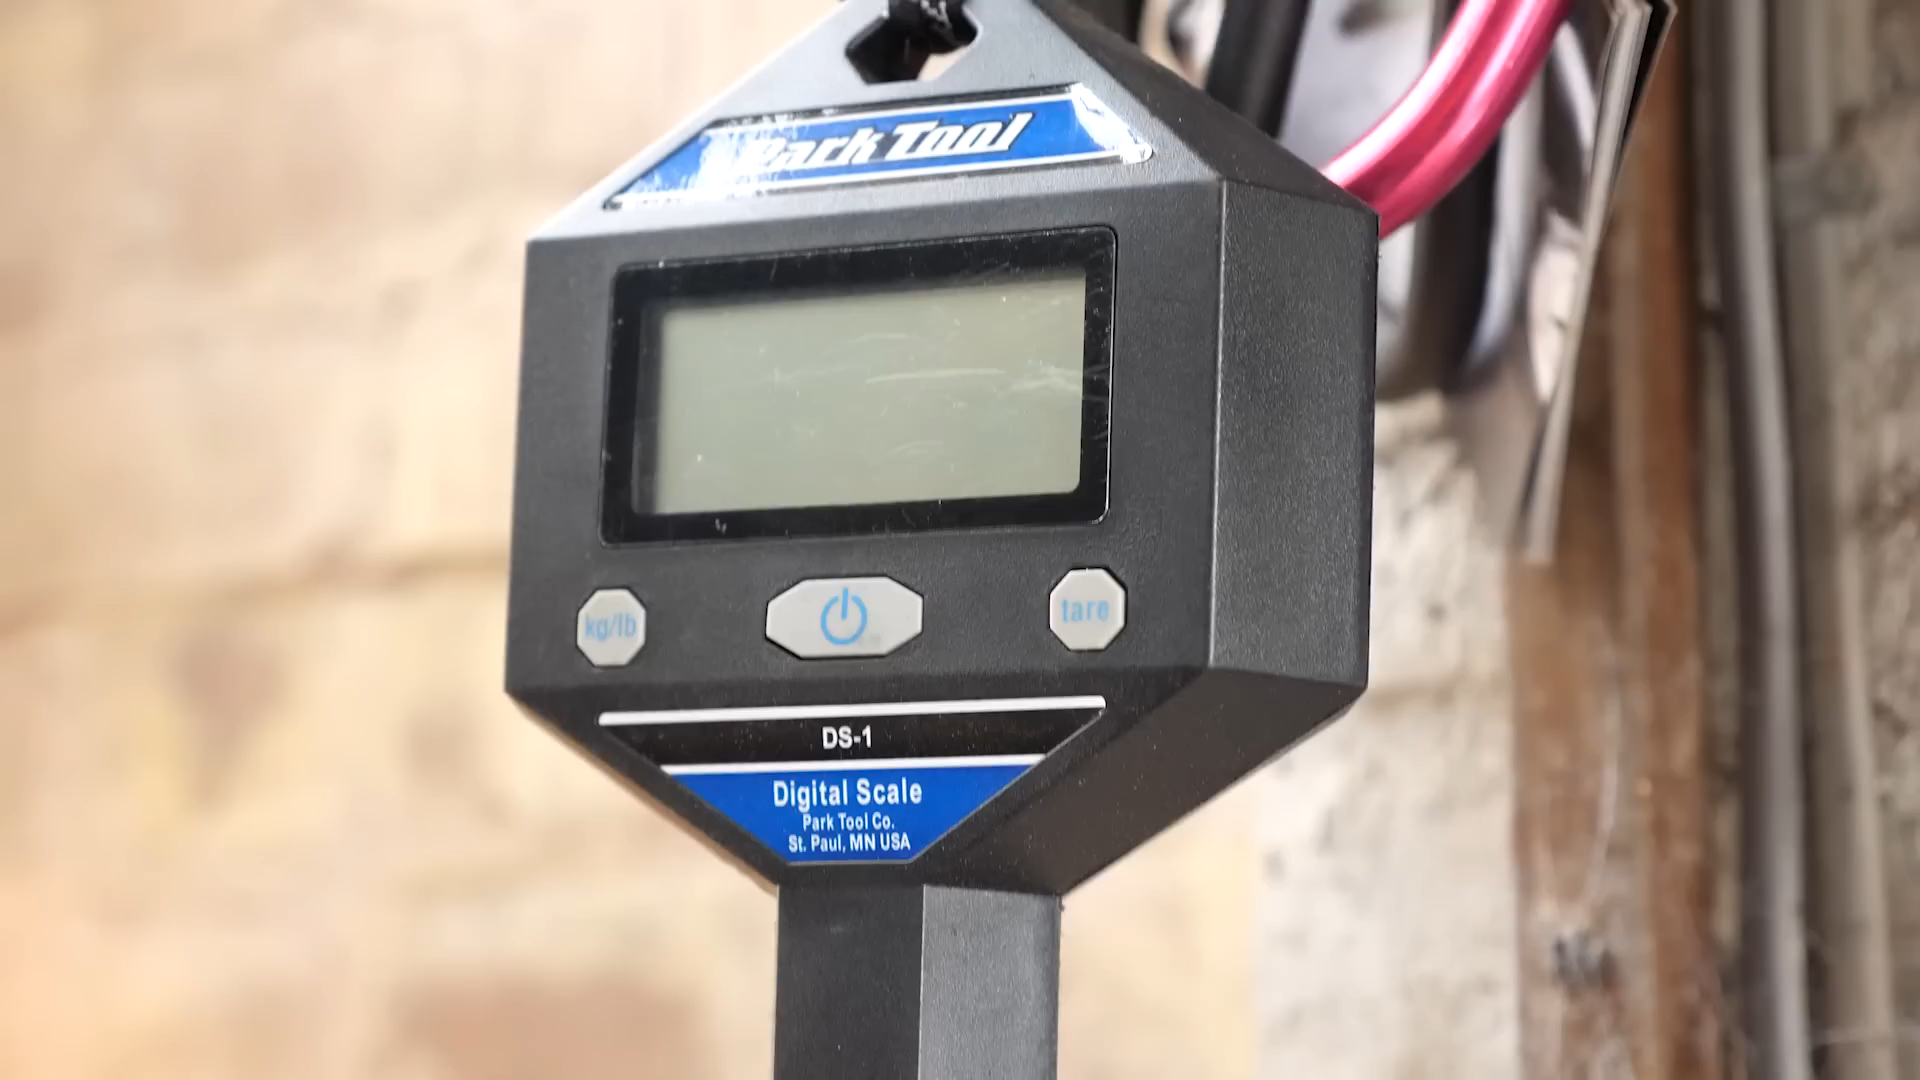 Park Tool
kg/lb
tare
DS-1
Digital Scale
Park Tool Co.
St. Paul, MN USA